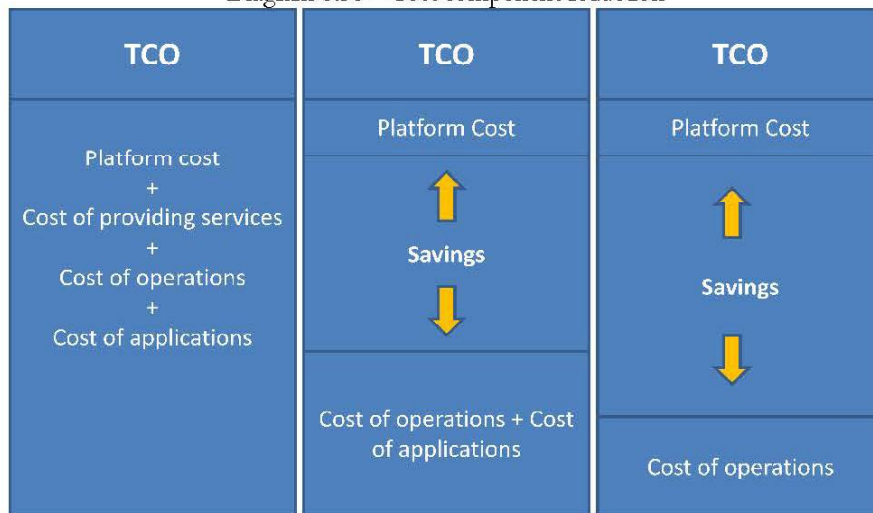 TCO
Platform cost
+
Cost of providing services
+
Cost of operations
+
Cost of applications
TCO
Platform Cost
Savings
Cost of operations + Cost
of applications
TCO
Platform Cost
Savings
Cost of operations